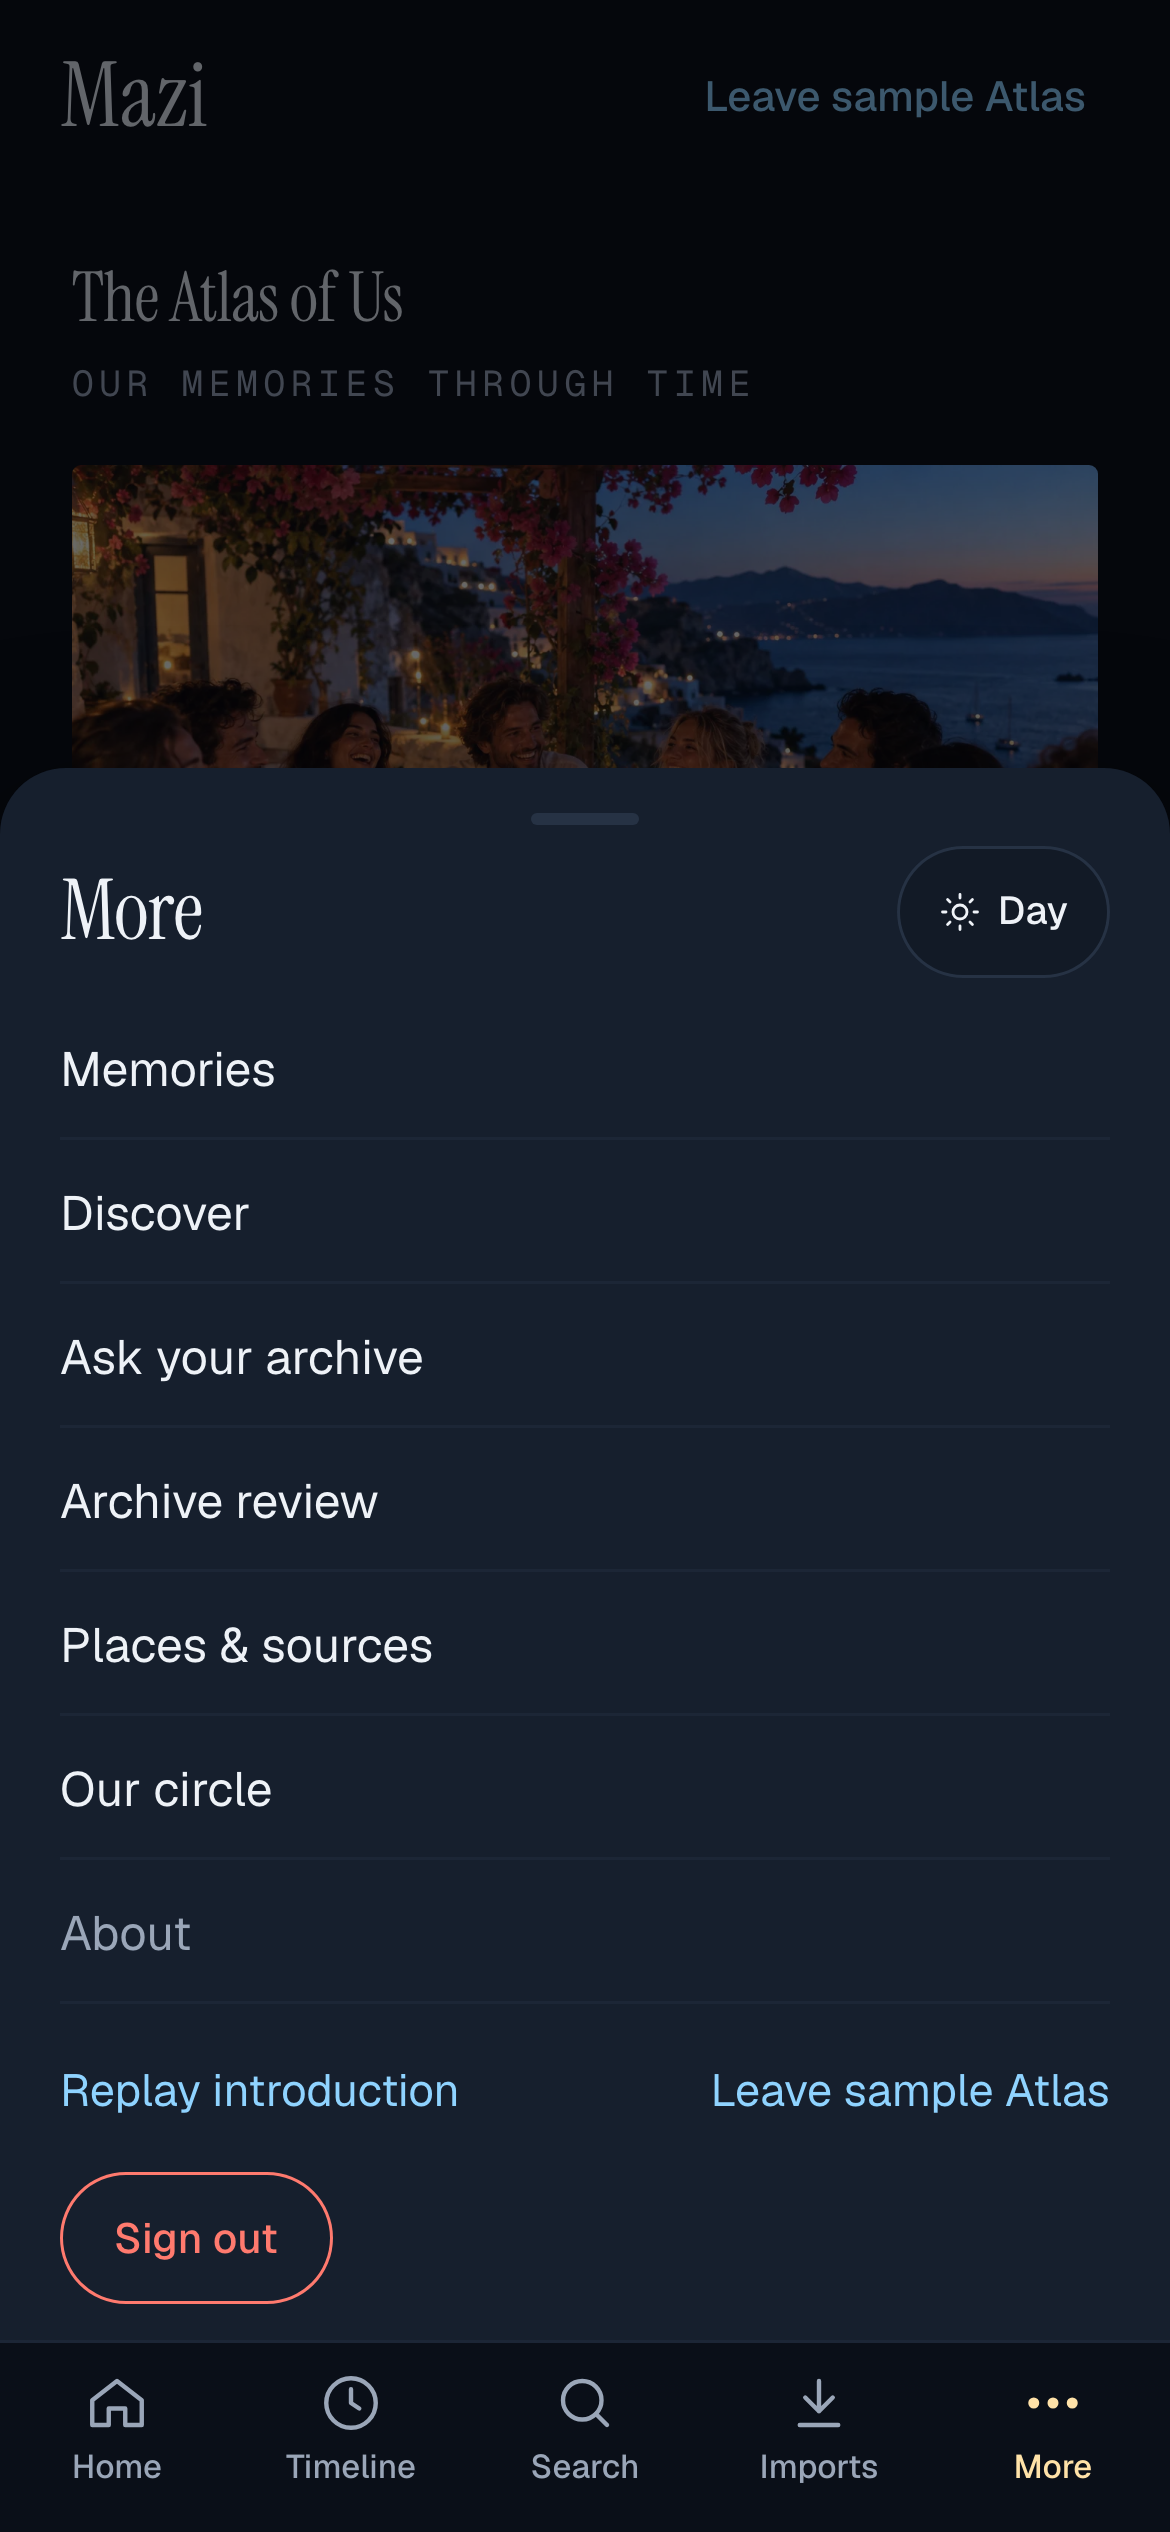 Mazi
Leave sample Atlas
The Atlas of Us
OUR MEMORIES THROUGH TIME
More
Day
Memories
Discover
Ask your archive
Archive review
Places & sources
Our circle
About
Replay introduction
Leave sample Atlas
Sign out
Home
Timeline
Search
Imports
More